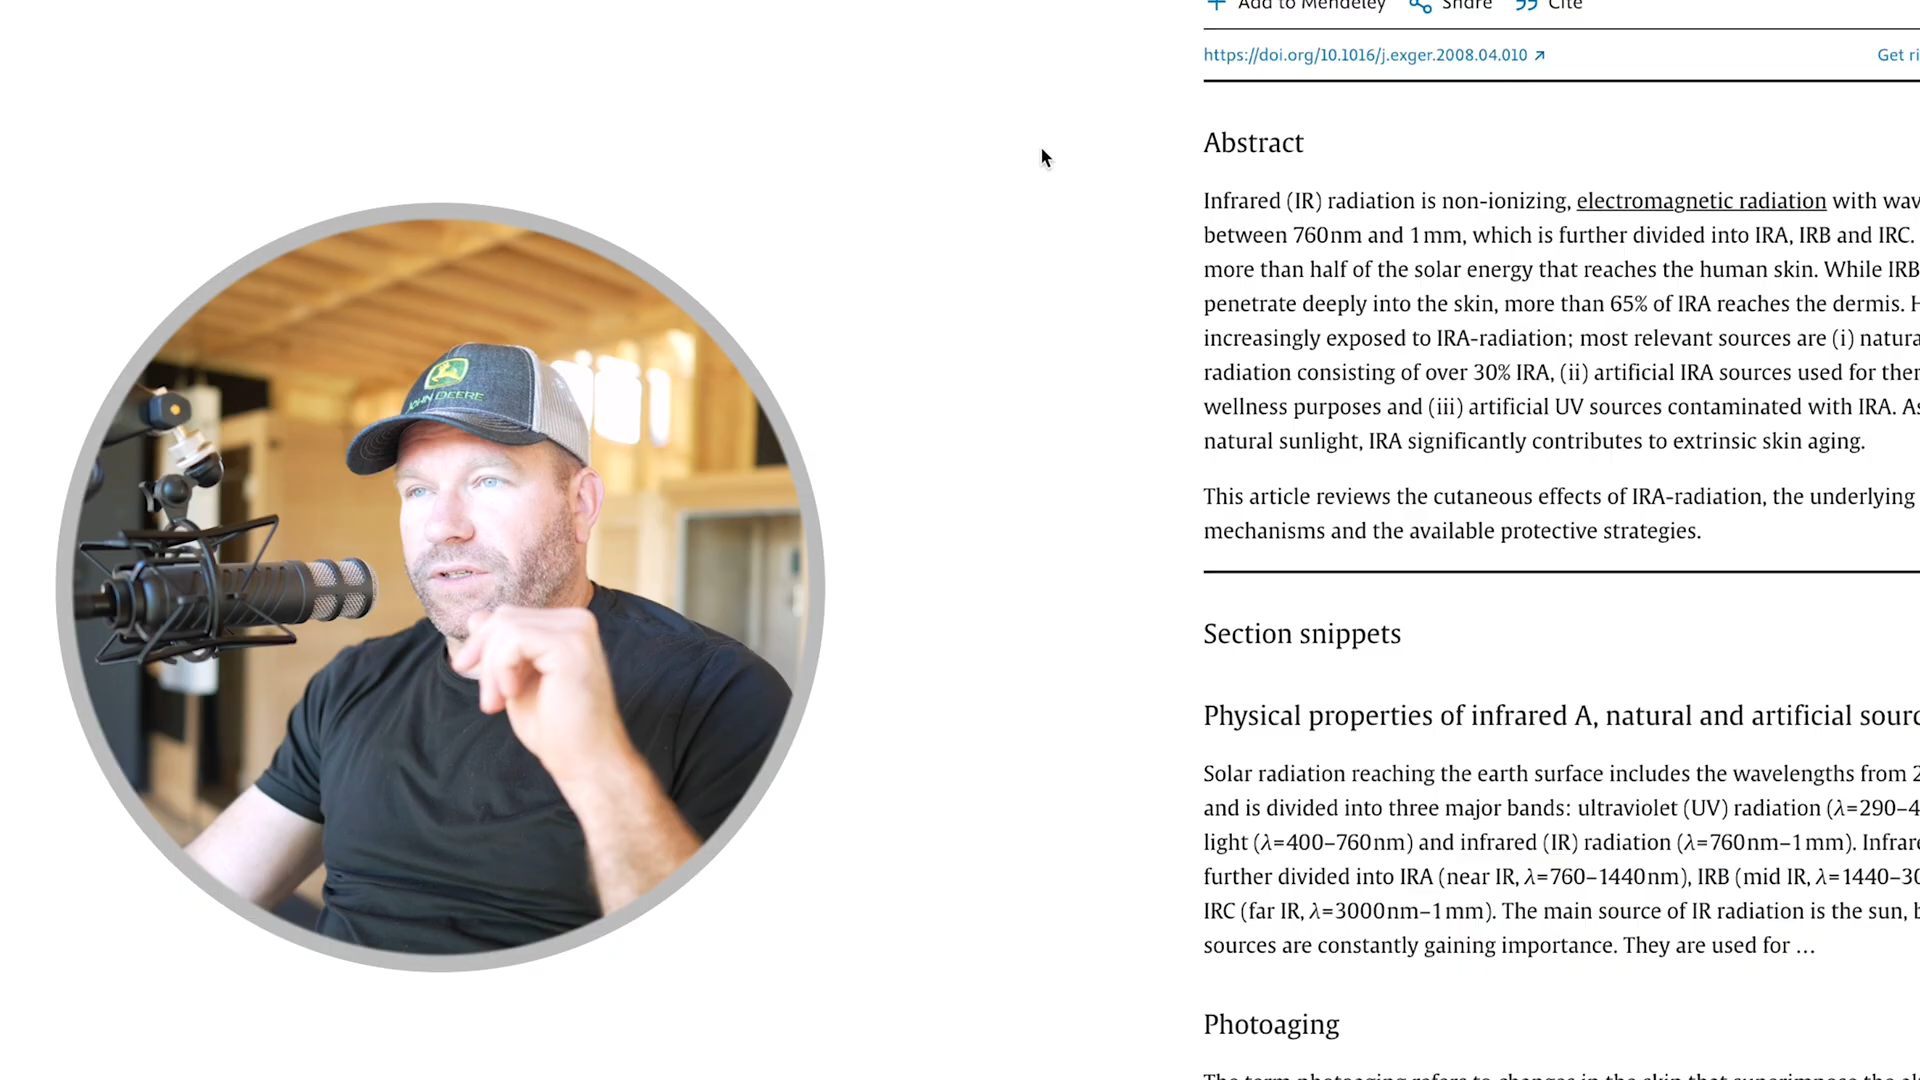 Add to Mendeley Share Cite
https://doi.org/10.1016/j.exger.2008.04.010
Get
Abstract
Infrared (IR) radiation is non-ionizing, electromagnetic radiation with
between 760nm and 1mm, which is further divided into IRA, IRB and IRC.
more than half of the solar energy that reaches the human skin. While IRB
penetrate deeply into the skin, more than 65% of IRA reaches the dermis.
increasingly exposed to IRA-radiation; most relevant sources are (i)
radiation consisting of over 30% IRA, (ii) artificial IRA sources used for
wellness purposes and (iii) artificial UV sources contaminated with IRA.
natural sunlight, IRA significantly contributes to extrinsic skin aging.
This article reviews the cutaneous effects of IRA-radiation, the underlying
mechanisms and the available protective strategies.
JOHN DEERE
Section snippets
Physical properties of infrared A, natural and artificial
Solar radiation reaching the earth surface includes the wavelengths from
and is divided into three major bands: ultraviolet (UV) radiation (λ=290–
light (λ=400–760nm) and infrared (IR) radiation (λ=760nm–1mm).
further divided into IRA (near IR, λ=760–1440nm), IRB (mid IR, λ=1440–
IRC (far IR, λ=3000nm–1mm). The main source of IR radiation is the sun,
sources are constantly gaining importance. They are used for …
Photoaging